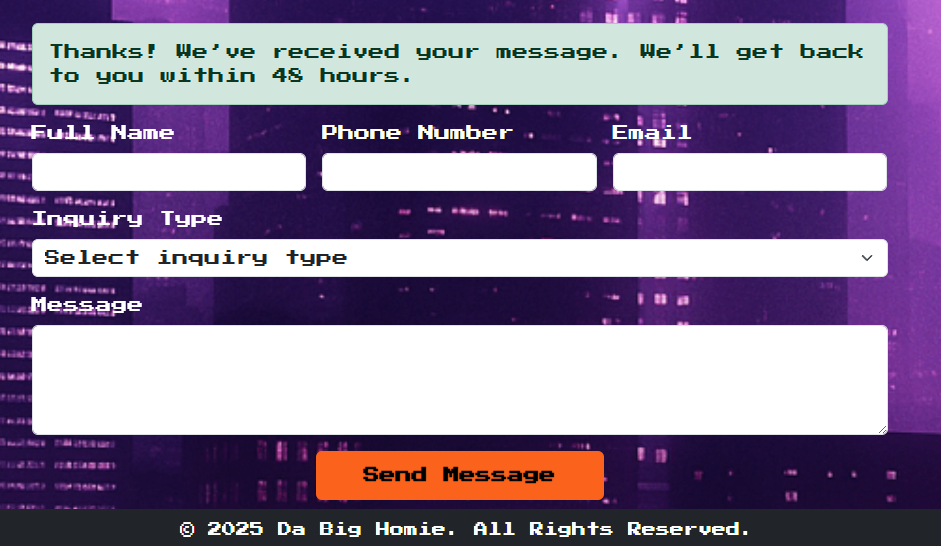 Thanks! We’ve received your message. We’ll get back
to you within 48 hours.
Full Name Phone Number Email
Inquiry Type
Select inquiry type
Message
Send Message
© 2025 Da Big Homie. All Rights Reserved.